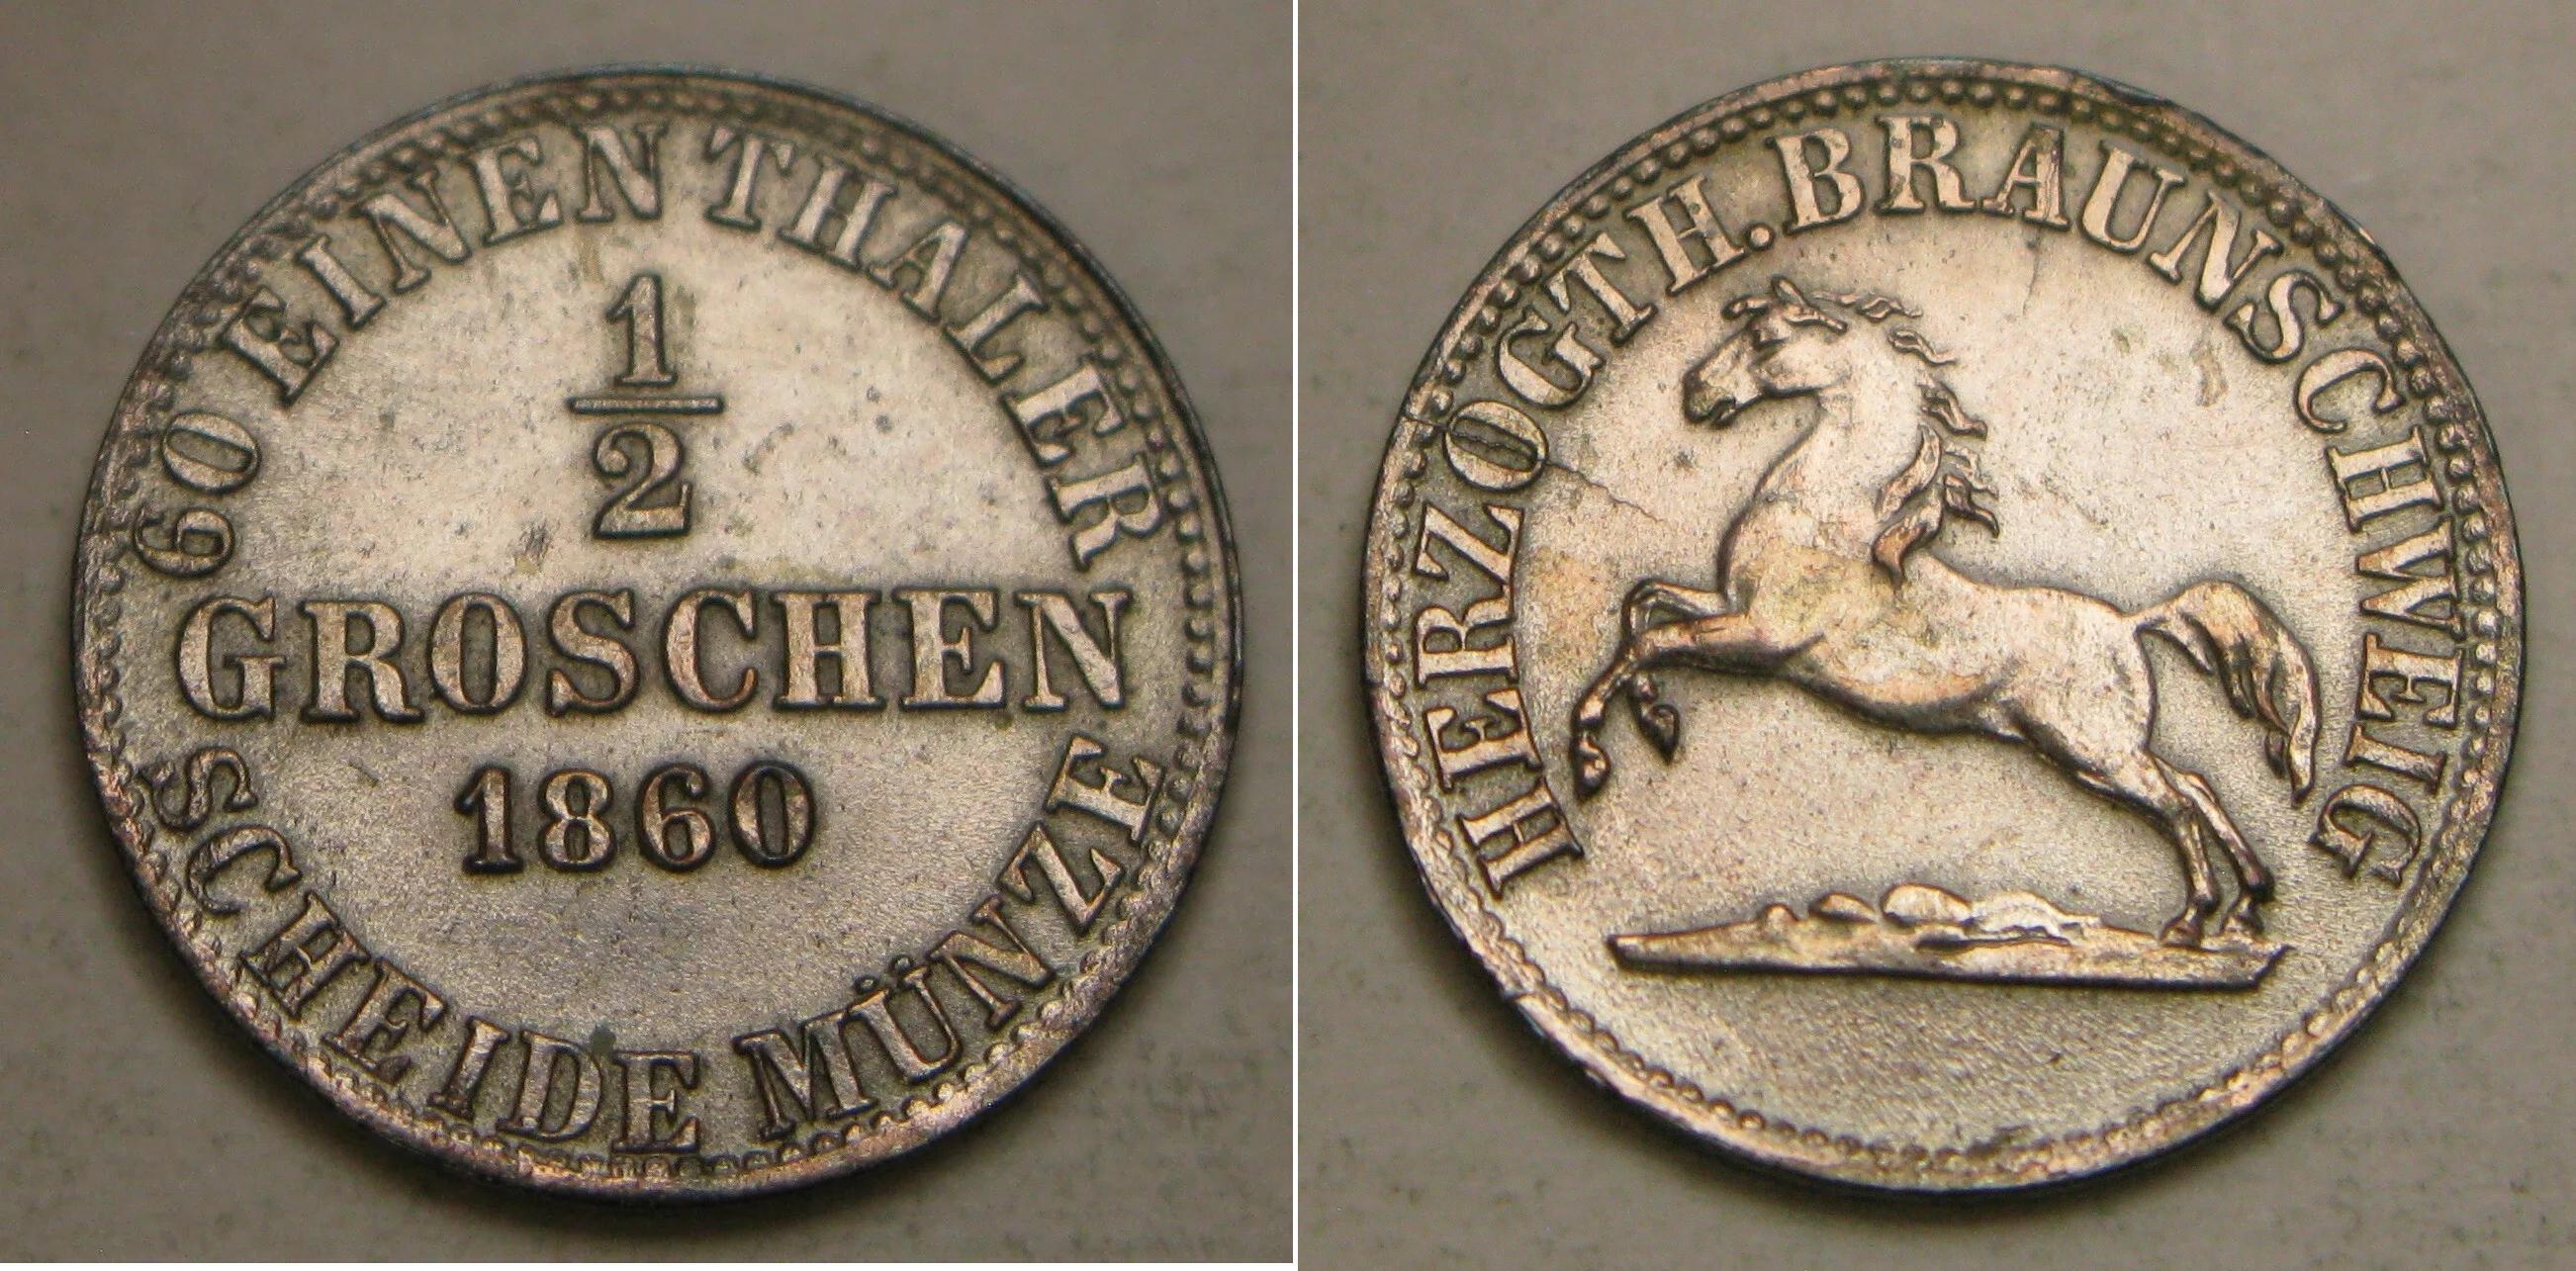 60 EINEN THALER
1
2
GROSCHEN
1860
SCHEIDE MÜNZE
HERZOGTH. BRAUNSCHWEIG